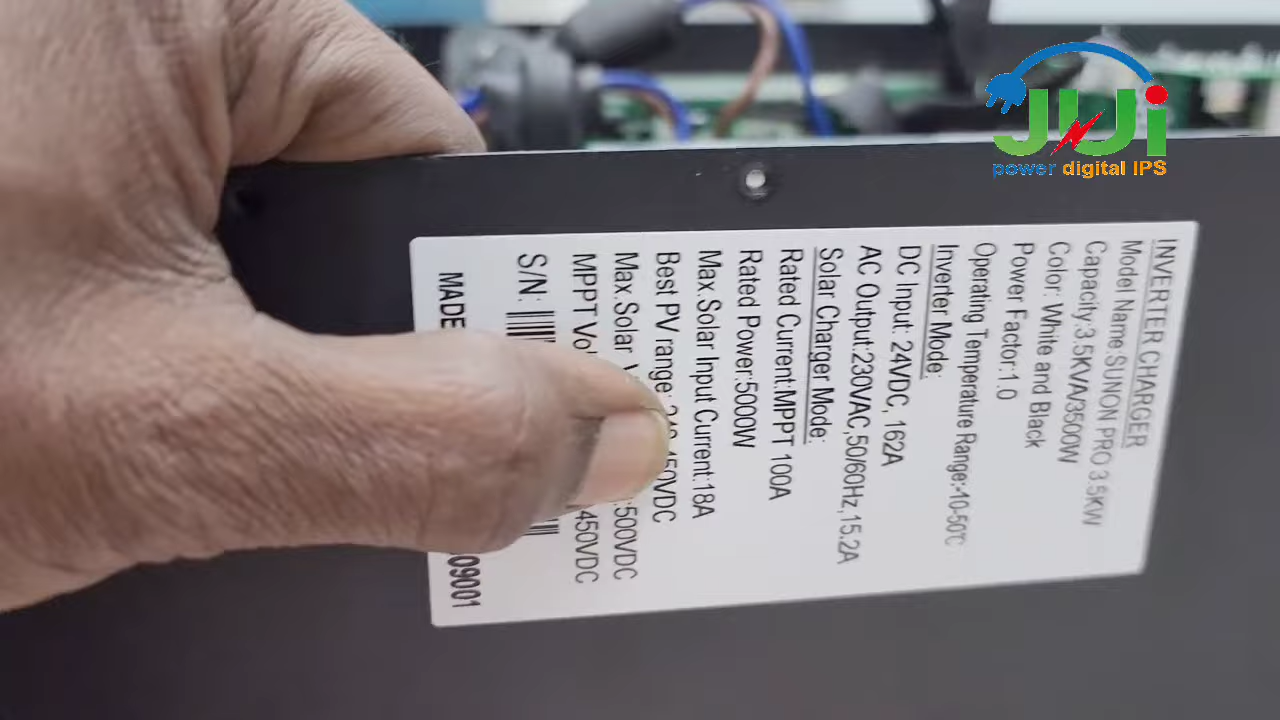 JUi
power digital IPS
INVERTER CHARGER
Model Name:SUNON PRO 3.5KW
Capacity:3.5KVA/3500W
Color: White and Black
Power Factor:1.0
Operating Temperature Range:-10-50℃
Inverter Mode:
DC Input: 24VDC, 162A
AC Output:230VAC,50/60Hz,15.2A
Solar Charger Mode:
Rated Current:MPPT 100A
Rated Power:5000W
Max.Solar Input Current:18A
Best PV range: 450VDC
Max.Solar :500VDC
MPPT 450VDC
S/N:
MADE 09001